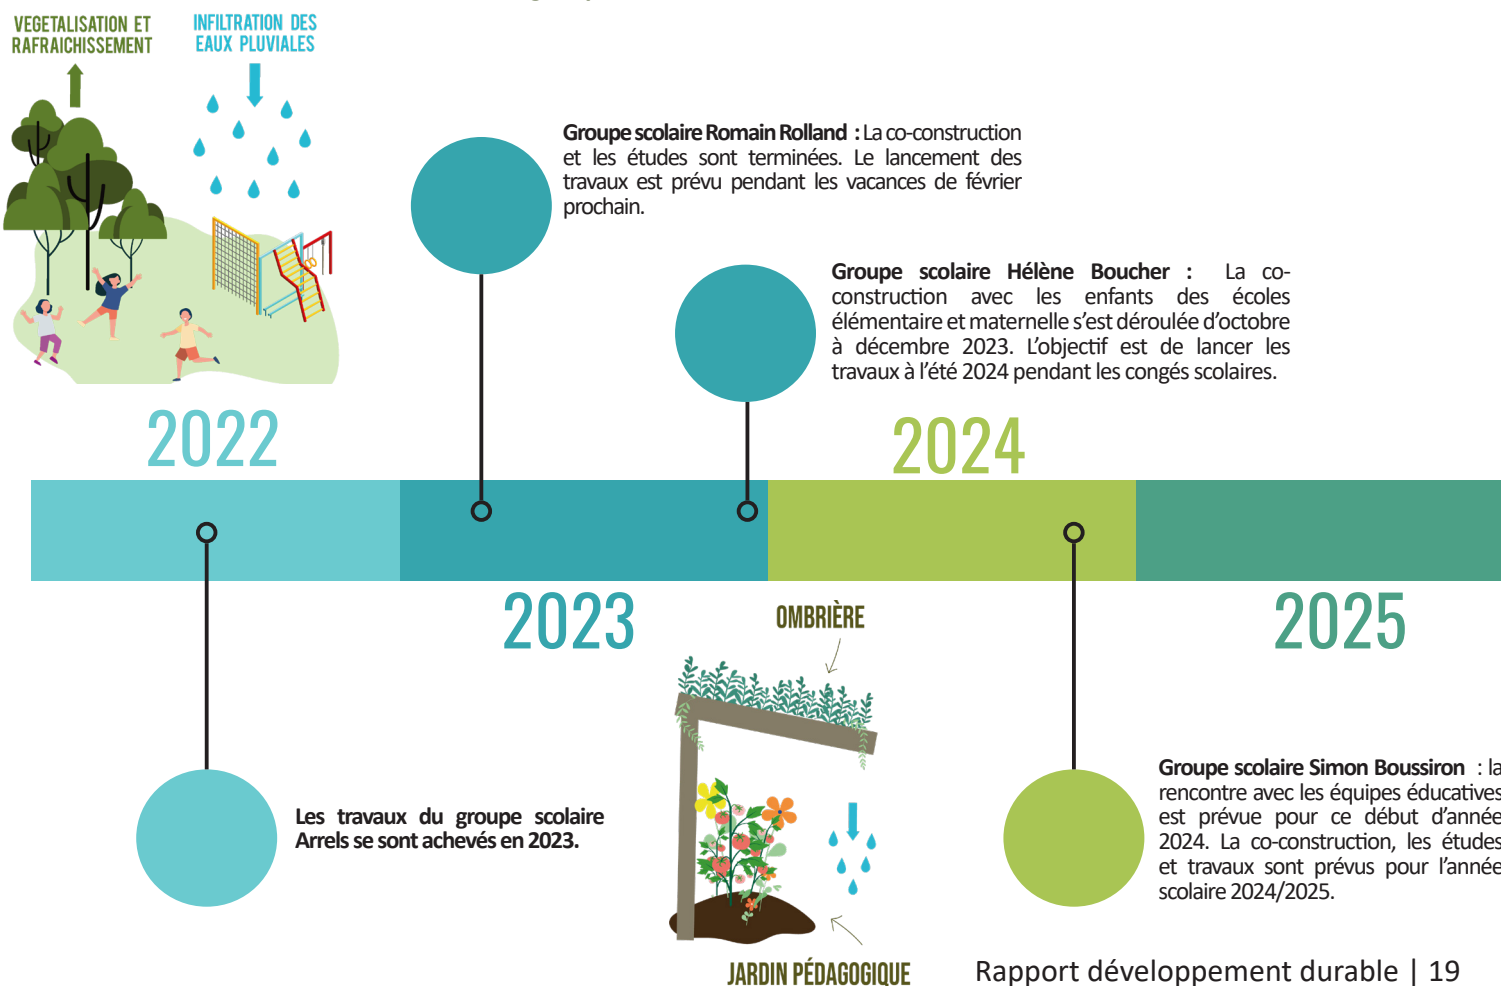 VEGETALISATION ET
RAFRAICHISSEMENT
INFILTRATION DES
EAUX PLUVIALES
Groupe scolaire Romain Rolland : La co-construction
et les études sont terminées. Le lancement des
travaux est prévu pendant les vacances de février
prochain.
Groupe scolaire Hélène Boucher : La co-
construction avec les enfants des écoles
élémentaire et maternelle s’est déroulée d’octobre
à décembre 2023. L’objectif est de lancer les
travaux à l’été 2024 pendant les congés scolaires.
2022
2024
2023
2025
OMBRIÈRE
Les travaux du groupe scolaire
Arrels se sont achevés en 2023.
Groupe scolaire Simon Boussiron : la
rencontre avec les équipes éducatives
est prévue pour ce début d’année
2024. La co-construction, les études
et travaux sont prévus pour l’année
scolaire 2024/2025.
JARDIN PÉDAGOGIQUE
Rapport développement durable | 19